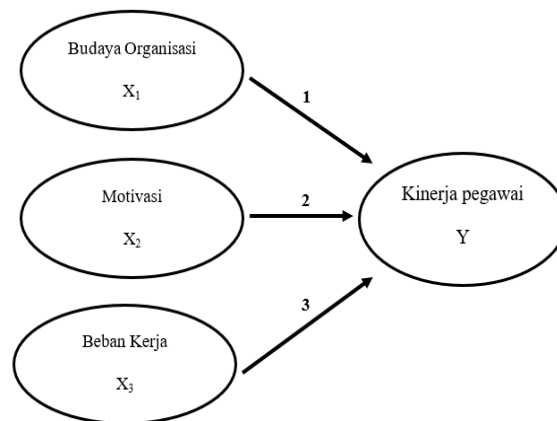 Budaya Organisasi
X₁
1
Motivasi
X₂
2
Kinerja pegawai
Y
3
Beban Kerja
X₃